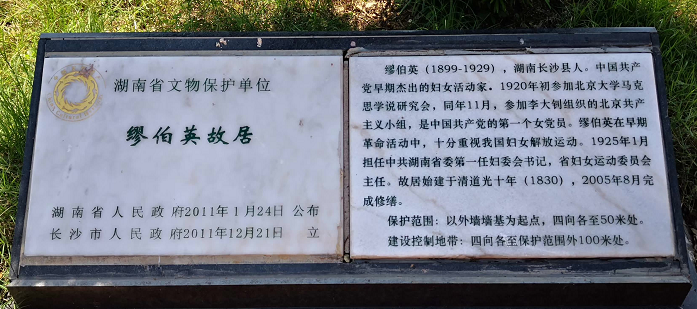 湖南省文物保护单位
缪伯英故居
湖南省人民政府2011年1月24日 公布
长沙市人民政府2011年12月21日 立
缪伯英（1899-1929），湖南长沙县人。中国共产
党早期杰出的妇女活动家。1920年初参加北京大学马克
思学说研究会，同年11月，参加李大钊组织的北京共产
主义小组，是中国共产党的第一个女党员。缪伯英在早期
革命活动中，十分重视我国妇女解放运动。1925年1月
担任中共湖南省委第一任妇委会书记，省妇女运动委员会
主任。故居始建于清道光十年（1830），2005年8月完
成修缮。
保护范围：以外墙墙基为起点，四向各至50米处。
建设控制地带：四向各至保护范围外100米处。